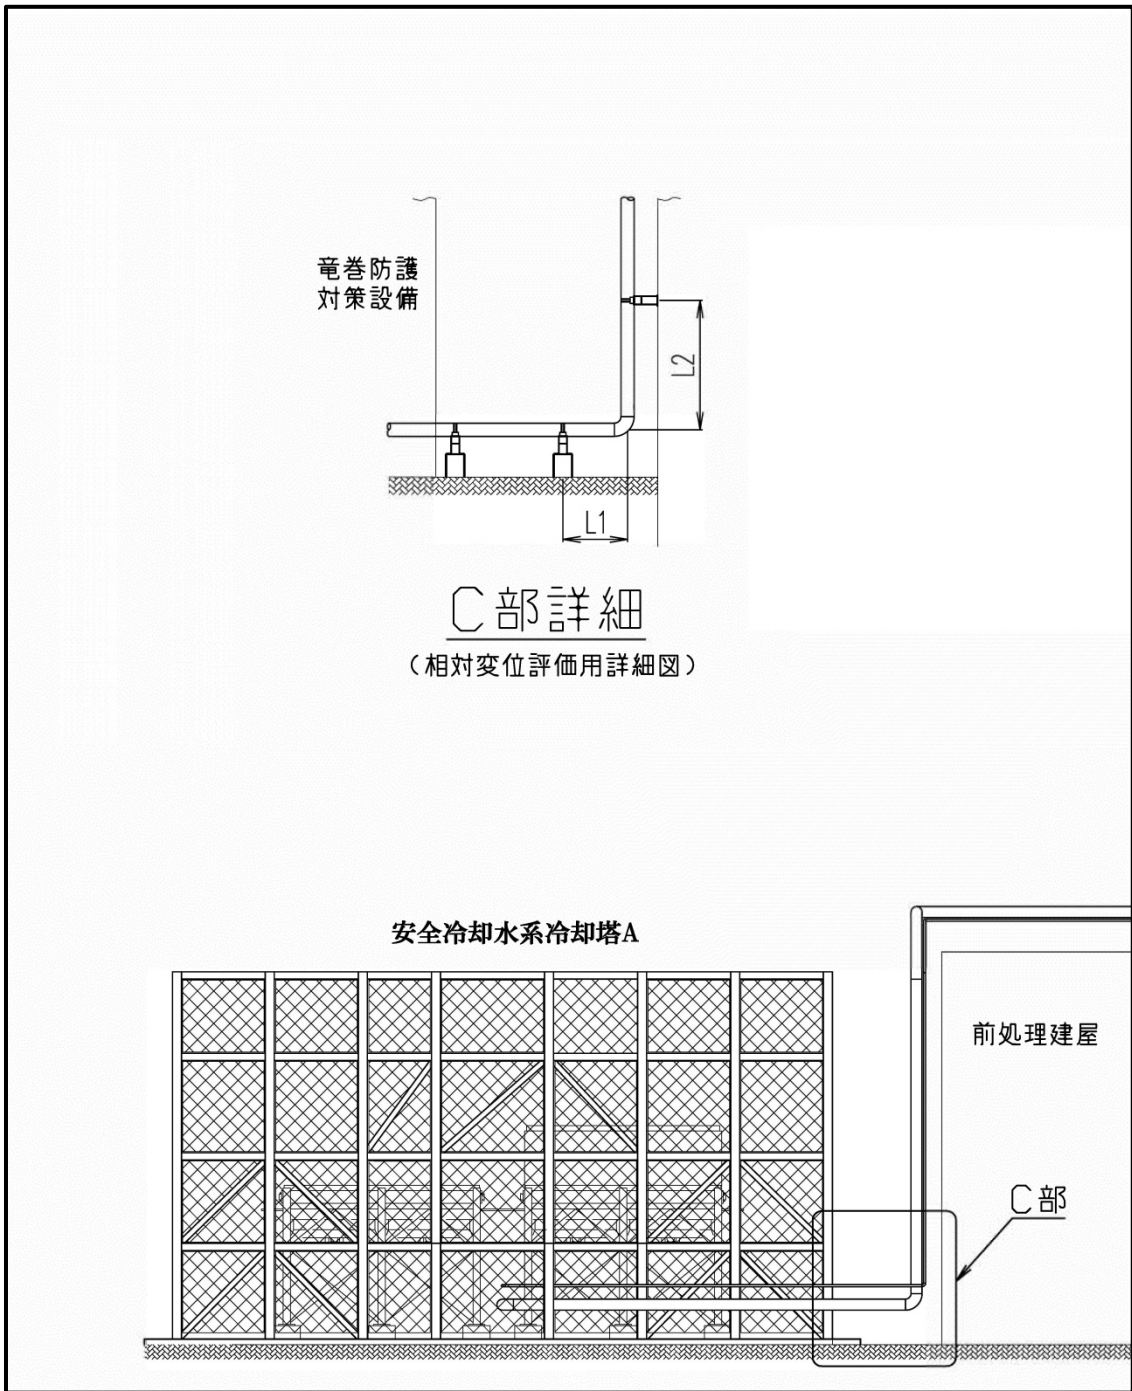 竜巻防護
対策設備
L2
L1
C部詳細
(相対変位評価用詳細図)
安全冷却水系冷却塔A
前処理建屋
C部